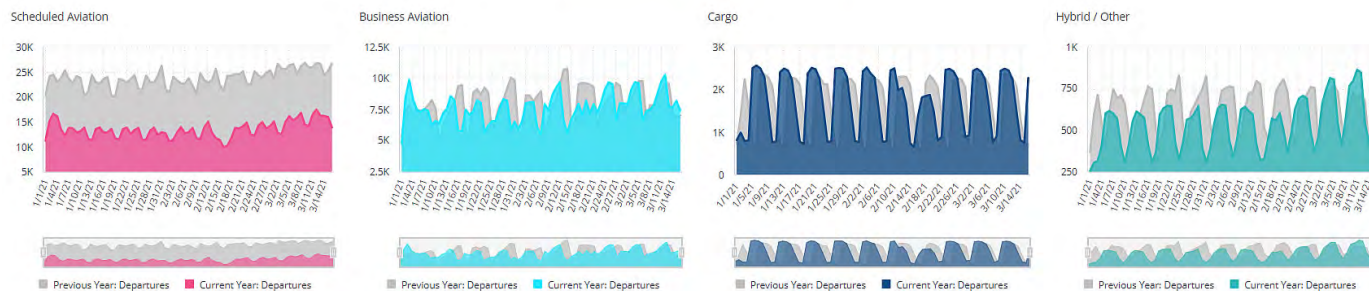 Scheduled Aviation
30K
25K
20K
15K
10K
5K
1/1/21 1/4/21 1/7/21 1/10/21 1/13/21 1/16/21 1/19/21 1/22/21 1/25/21 1/28/21 1/31/21 2/3/21 2/6/21 2/9/21 2/12/21 2/15/21 2/18/21 2/21/21 2/24/21 2/27/21 3/2/21 3/5/21 3/8/21 3/11/21 3/14/21
Previous Year: Departures Current Year: Departures
Business Aviation
12.5K
10K
7.5K
5K
2.5K
1/1/21 1/4/21 1/7/21 1/10/21 1/13/21 1/16/21 1/19/21 1/22/21 1/25/21 1/28/21 1/31/21 2/3/21 2/6/21 2/9/21 2/12/21 2/15/21 2/18/21 2/21/21 2/24/21 2/27/21 3/2/21 3/5/21 3/8/21 3/11/21 3/14/21
Previous Year: Departures Current Year: Departures
Cargo
3K
2K
1K
0
1/1/21 1/5/21 1/9/21 1/13/21 1/17/21 1/21/21 1/25/21 1/29/21 2/2/21 2/6/21 2/10/21 2/14/21 2/18/21 2/22/21 2/26/21 3/2/21 3/6/21 3/10/21 3/14/21
Previous Year: Departures Current Year: Departures
Hybrid / Other
1K
750
500
250
1/1/21 1/4/21 1/7/21 1/10/21 1/13/21 1/16/21 1/19/21 1/22/21 1/25/21 1/28/21 1/31/21 2/3/21 2/6/21 2/9/21 2/12/21 2/15/21 2/18/21 2/21/21 2/24/21 2/27/21 3/2/21 3/5/21 3/8/21 3/11/21
Previous Year: Departures Current Year: Departures